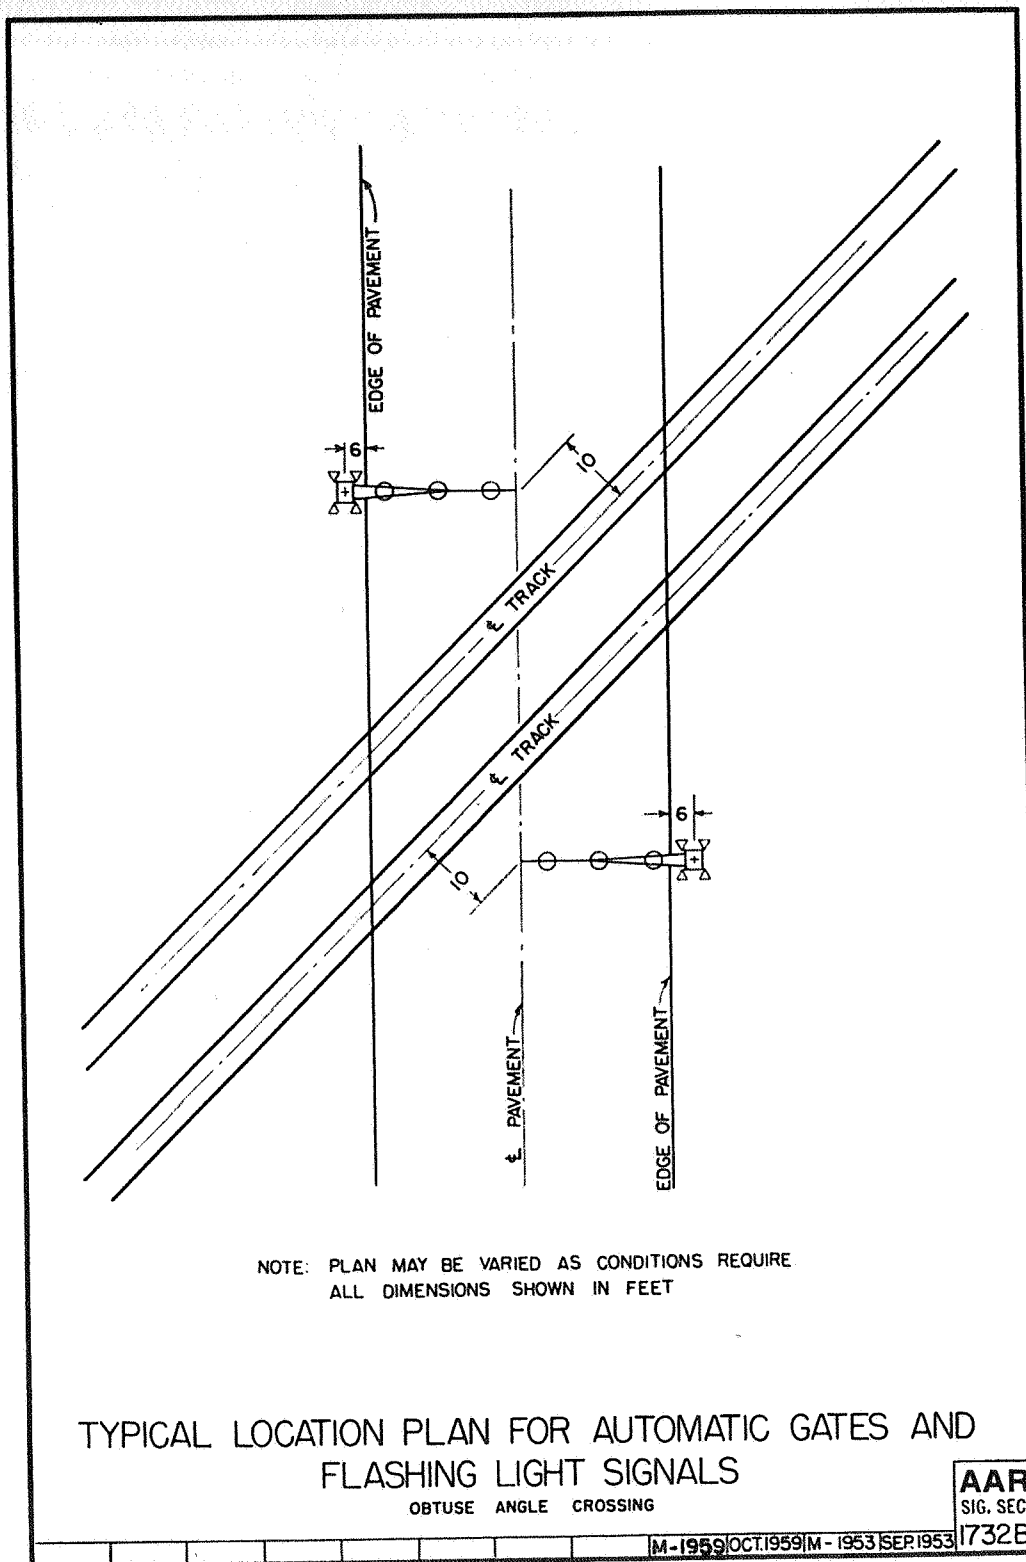 EDGE OF PAVEMENT
6
10
℄ TRACK
℄ TRACK
6
10
℄ PAVEMENT
EDGE OF PAVEMENT
NOTE: PLAN MAY BE VARIED AS CONDITIONS REQUIRE
ALL DIMENSIONS SHOWN IN FEET
TYPICAL LOCATION PLAN FOR AUTOMATIC GATES AND
FLASHING LIGHT SIGNALS
OBTUSE ANGLE CROSSING
AAR
SIG. SEC
1732B
M-1959 OCT.1959 M-1953 SEP.1953